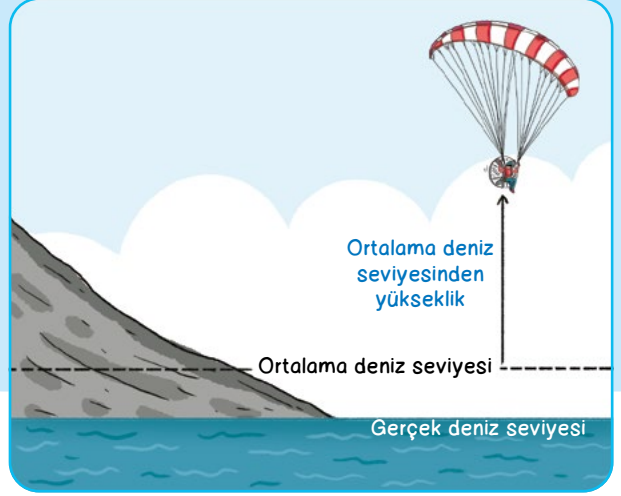 Ortalama deniz
seviyesinden
yükseklik
Ortalama deniz seviyesi
Gerçek deniz seviyesi